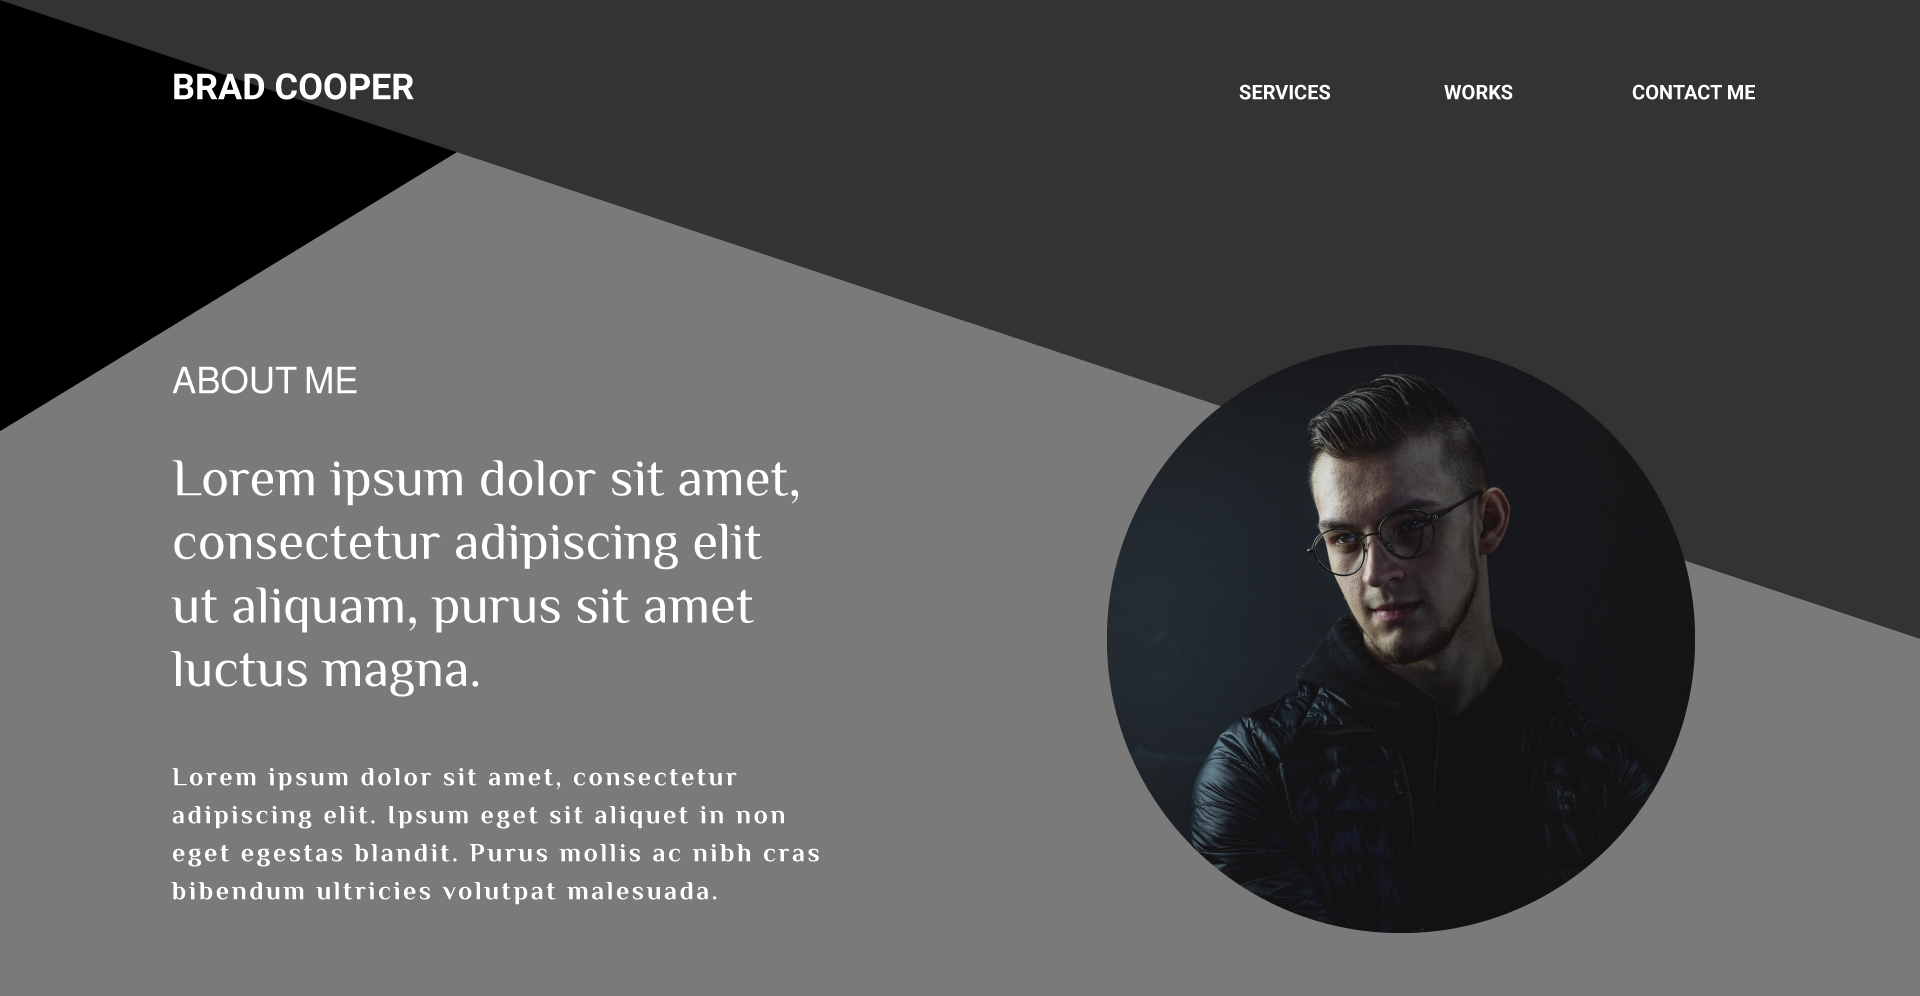 BRAD COOPER
SERVICES WORKS CONTACT ME
ABOUT ME
Lorem ipsum dolor sit amet,
consectetur adipiscing elit
ut aliquam, purus sit amet
luctus magna.
Lorem ipsum dolor sit amet, consectetur
adipiscing elit. Ipsum eget sit aliquet in non
eget egestas blandit. Purus mollis ac nibh cras
bibendum ultricies volutpat malesuada.